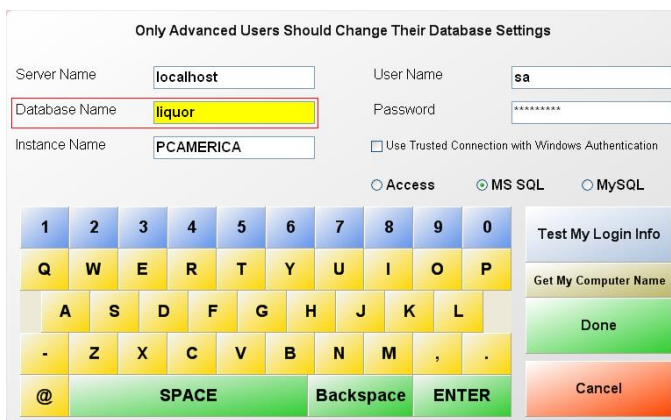 Only Advanced Users Should Change Their Database Settings
Server Name localhost User Name sa
Database Name liquor Password *********
Instance Name PCAMERICA Use Trusted Connection with Windows Authentication
Access MS SQL MySQL
1 2 3 4 5 6 7 8 9 0 Test My Login Info
Q W E R T Y U I O P Get My Computer Name
A S D F G H J K L Done
- Z X C V B N M , .
@ SPACE Backspace ENTER Cancel